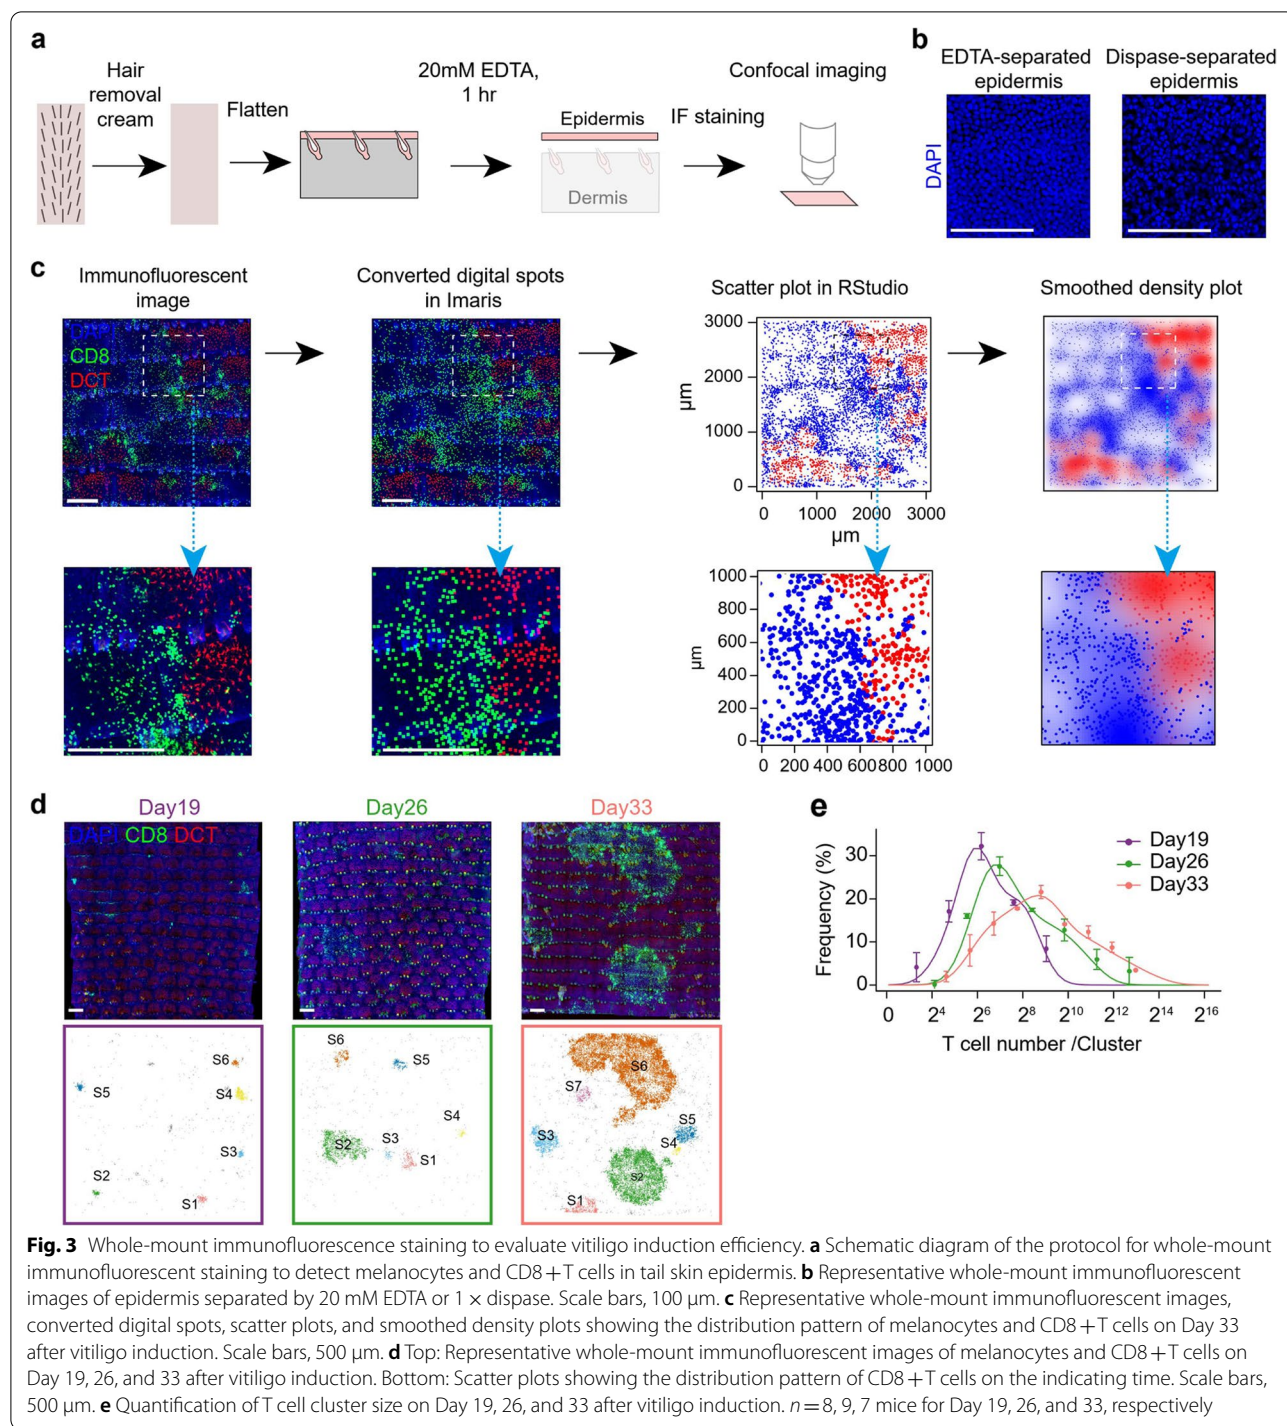 a
Hair
removal
cream
Flatten
20mM EDTA,
1 hr
Epidermis
Dermis
IF staining
Confocal imaging
b
EDTA-separated
epidermis
Dispase-separated
epidermis
DAPI
c
Immunofluorescent
image
Converted digital spots
in Imaris
Scatter plot in RStudio
Smoothed density plot
DAPI
CD8
DCT
µm
3000
2000
1000
0
0 1000 2000 3000
µm
µm
1000
800
600
400
200
0
0 200 400 600 800 1000
d
Day19
Day26
Day33
DAPI CD8 DCT
S6
S5
S4
S3
S2
S1
S6
S5
S4
S2
S3
S1
S6
S7
S5
S3
S4
S2
S1
e
Frequency (%)
30
20
10
0
0 2⁴ 2⁶ 2⁸ 2¹⁰ 2¹² 2¹⁴ 2¹⁶
T cell number /Cluster
Day19
Day26
Day33
Fig. 3 Whole-mount immunofluorescence staining to evaluate vitiligo induction efficiency. a Schematic diagram of the protocol for whole-mount
immunofluorescent staining to detect melanocytes and CD8+T cells in tail skin epidermis. b Representative whole-mount immunofluorescent
images of epidermis separated by 20 mM EDTA or 1 × dispase. Scale bars, 100 µm. c Representative whole-mount immunofluorescent images,
converted digital spots, scatter plots, and smoothed density plots showing the distribution pattern of melanocytes and CD8+T cells on Day 33
after vitiligo induction. Scale bars, 500 µm. d Top: Representative whole-mount immunofluorescent images of melanocytes and CD8+T cells on
Day 19, 26, and 33 after vitiligo induction. Bottom: Scatter plots showing the distribution pattern of CD8+T cells on the indicating time. Scale bars,
500 µm. e Quantification of T cell cluster size on Day 19, 26, and 33 after vitiligo induction. n=8, 9, 7 mice for Day 19, 26, and 33, respectively